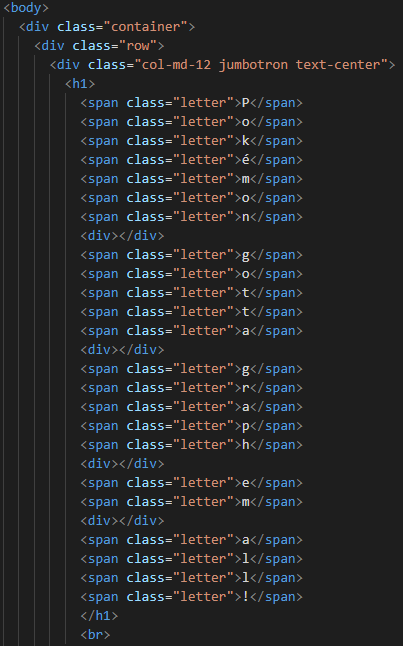 <body>
<div class="container">
<div class="row">
<div class="col-md-12 jumbotron text-center">
<h1>
<span class="letter">P</span>
<span class="letter">o</span>
<span class="letter">k</span>
<span class="letter">é</span>
<span class="letter">m</span>
<span class="letter">o</span>
<span class="letter">n</span>
<div></div>
<span class="letter">g</span>
<span class="letter">o</span>
<span class="letter">t</span>
<span class="letter">t</span>
<span class="letter">a</span>
<div></div>
<span class="letter">g</span>
<span class="letter">r</span>
<span class="letter">a</span>
<span class="letter">p</span>
<span class="letter">h</span>
<div></div>
<span class="letter">e</span>
<span class="letter">m</span>
<div></div>
<span class="letter">a</span>
<span class="letter">l</span>
<span class="letter">l</span>
<span class="letter">!</span>
</h1>
<br>